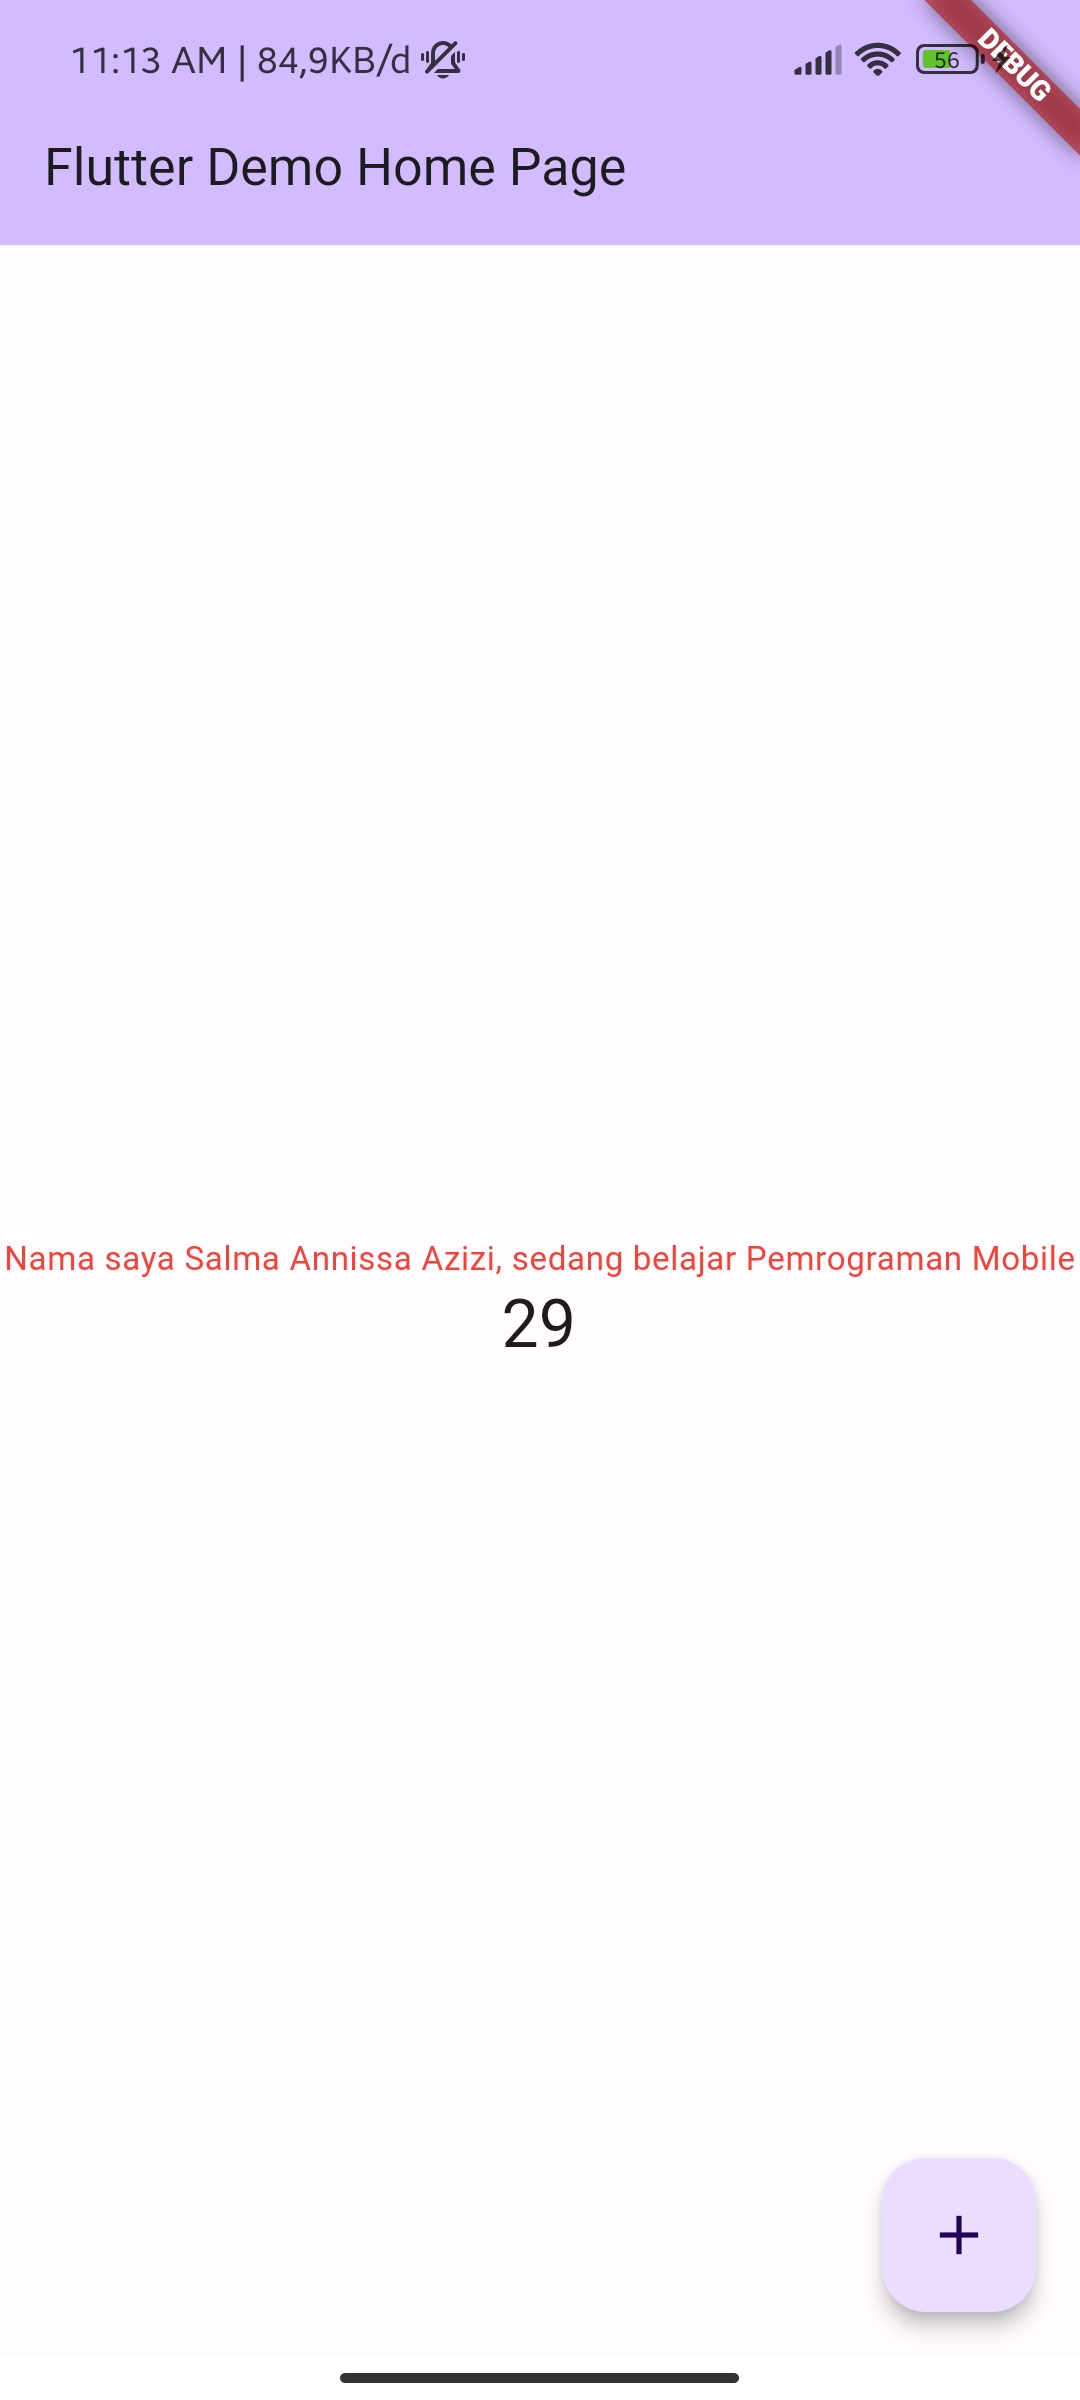 11:13 AM | 84,9KB/d
56
DEBUG
Flutter Demo Home Page
Nama saya Salma Annissa Azizi, sedang belajar Pemrograman Mobile
29
+